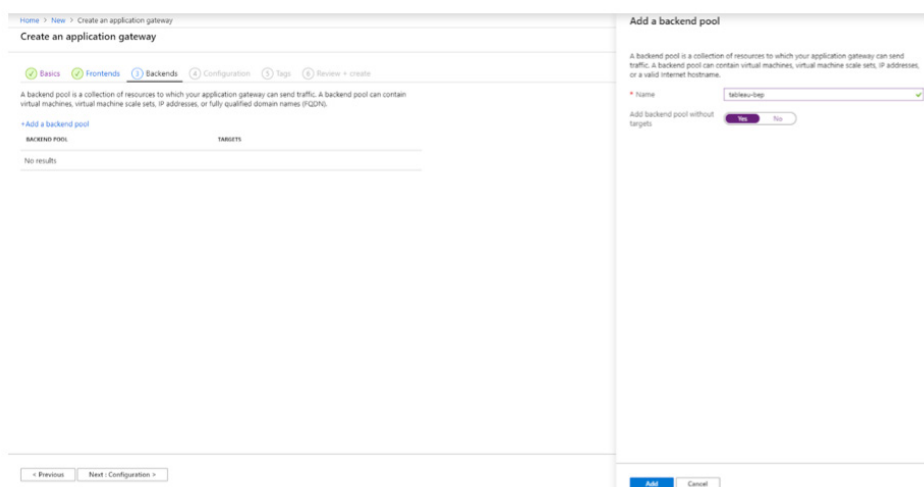 Home > New > Create an application gateway
Create an application gateway
Basics Frontends 3 Backends 4 Configuration 5 Tags 6 Review + create
A backend pool is a collection of resources to which your application gateway can send traffic. A backend pool can contain
virtual machines, virtual machine scale sets, IP addresses, or fully qualified domain names (FQDN).
+Add a backend pool
BACKEND POOL TARGETS
No results
< Previous Next : Configuration >
Add a backend pool
A backend pool is a collection of resources to which your application gateway can send
traffic. A backend pool can contain virtual machines, virtual machine scale sets, IP addresses,
or a valid internet hostname.
* Name tableau-bep
Add backend pool without
targets
Yes No
Add Cancel